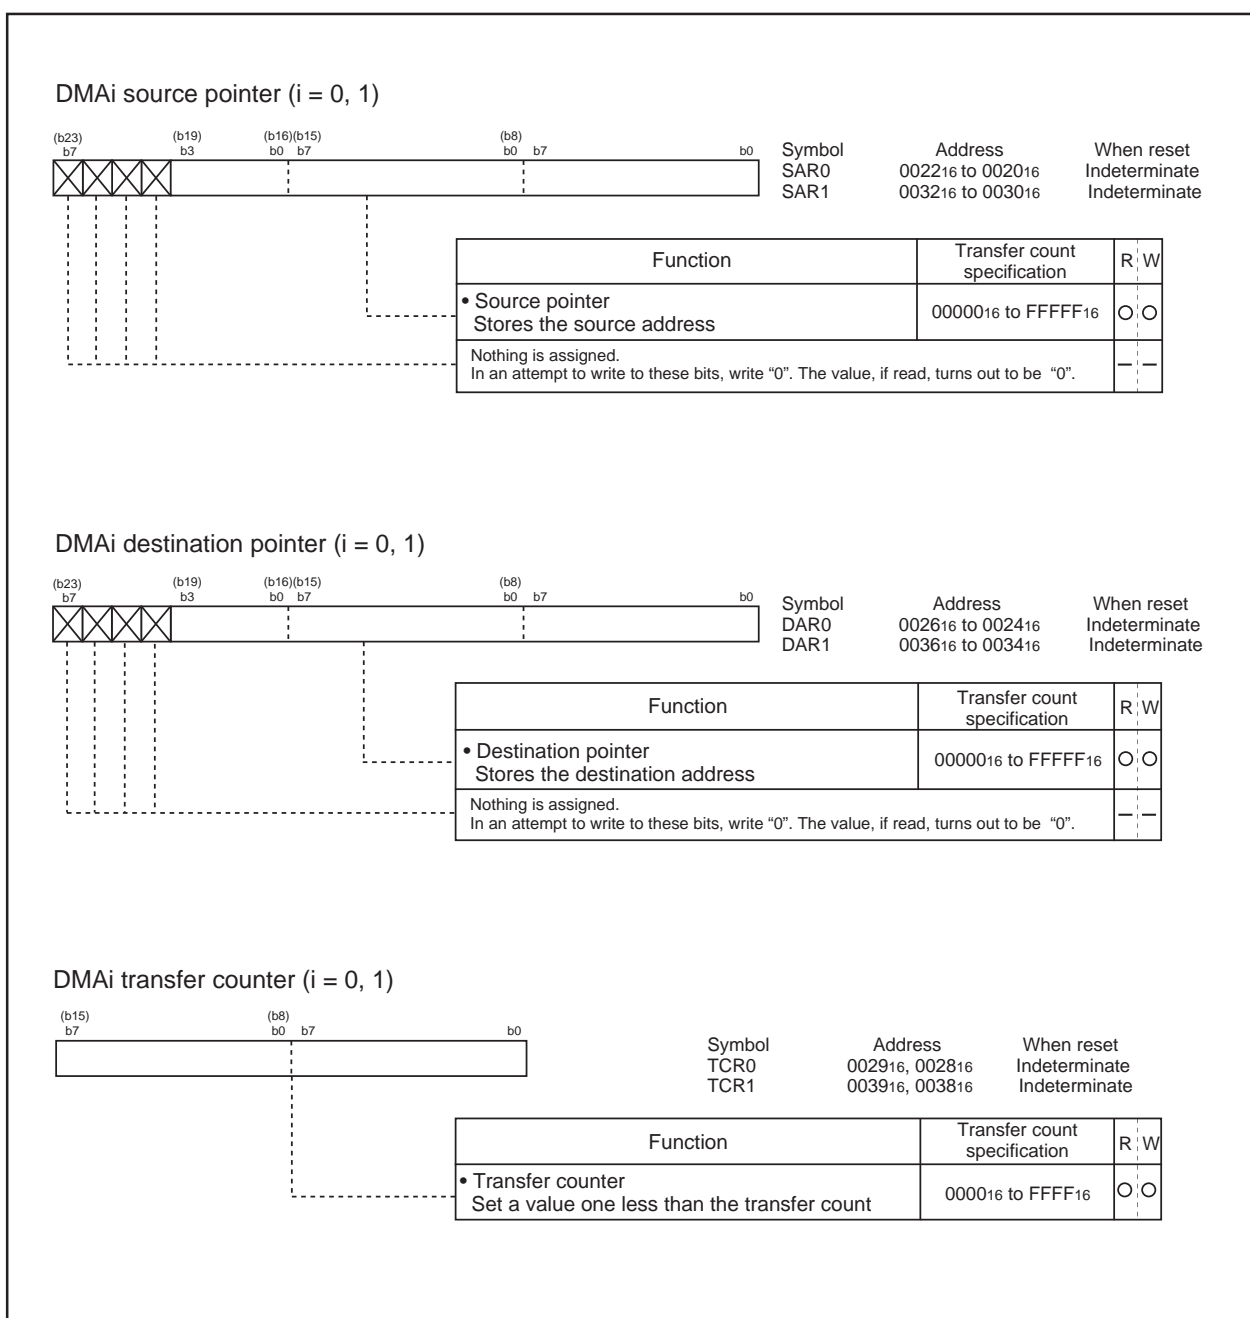 DMAi source pointer (i = 0, 1)
(b23) (b19) (b16)(b15) (b8)
b7 b3 b0 b7 b0 b7 b0
Symbol Address When reset
SAR0 002216 to 002016 Indeterminate
SAR1 003216 to 003016 Indeterminate
Function Transfer count specification R W
• Source pointer
Stores the source address 0000016 to FFFFF16
Nothing is assigned.
In an attempt to write to these bits, write “0”. The value, if read, turns out to be “0”.
DMAi destination pointer (i = 0, 1)
(b23) (b19) (b16)(b15) (b8)
b7 b3 b0 b7 b0 b7 b0
Symbol Address When reset
DAR0 002616 to 002416 Indeterminate
DAR1 003616 to 003416 Indeterminate
Function Transfer count specification R W
• Destination pointer
Stores the destination address 0000016 to FFFFF16
Nothing is assigned.
In an attempt to write to these bits, write “0”. The value, if read, turns out to be “0”.
DMAi transfer counter (i = 0, 1)
(b15) (b8)
b7 b0 b7 b0
Symbol Address When reset
TCR0 002916, 002816 Indeterminate
TCR1 003916, 003816 Indeterminate
Function Transfer count specification R W
• Transfer counter
Set a value one less than the transfer count 000016 to FFFF16